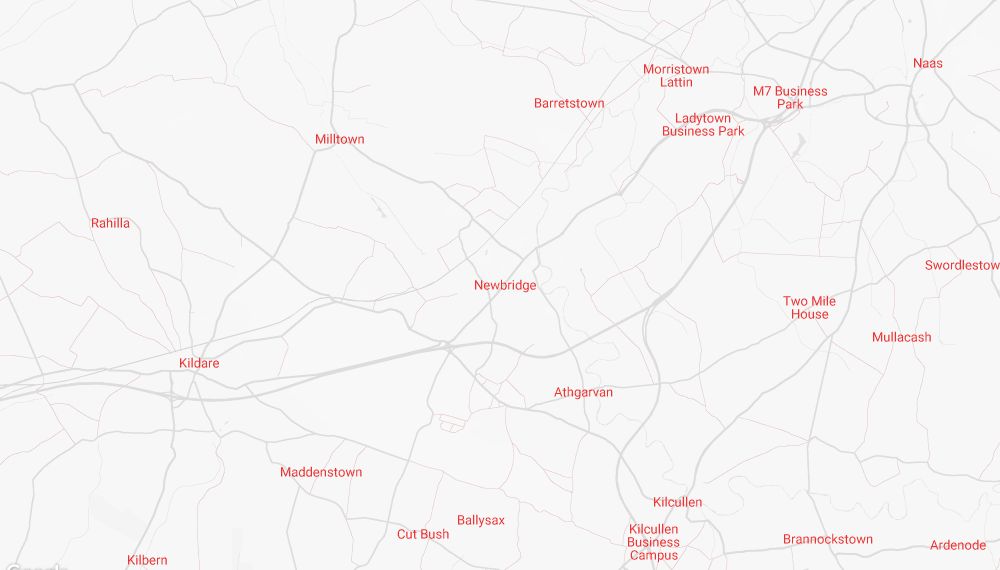 Naas
Morristown
Lattin
M7 Business
Park
Barretstown
Ladytown
Business Park
Milltown
Rahilla
Swordlestow
Newbridge
Two Mile
House
Mullacash
Kildare
Athgarvan
Maddenstown
Kilcullen
Ballysax
Cut Bush
Kilcullen
Business
Campus
Brannockstown
Ardenode
Kilbern